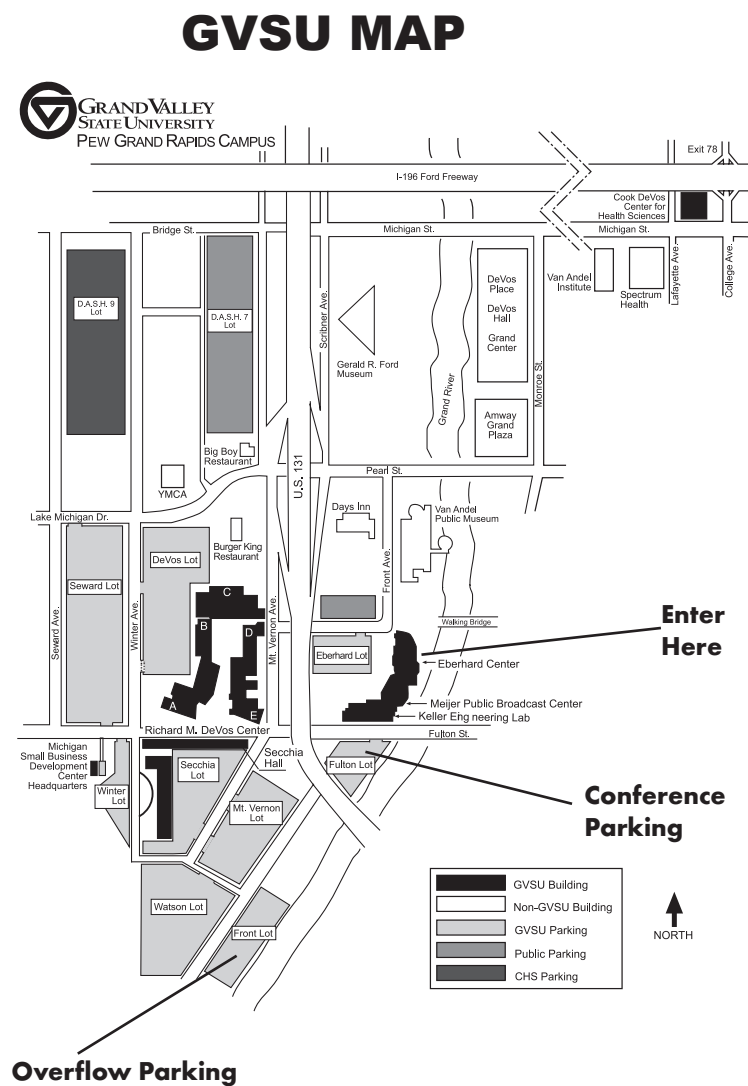 GVSU MAP
GRAND VALLEY
STATE UNIVERSITY
PEW GRAND RAPIDS CAMPUS
Exit 78
I-196 Ford Freeway
Cook DeVos
Center for
Health Sciences
Bridge St.
Michigan St.
Michigan St.
Lafayette Ave.
College Ave.
Van Andel
Institute
Spectrum
Health
DeVos
Place
DeVos
Hall
Grand
Center
D.A.S.H. 9
Lot
D.A.S.H. 7
Lot
Scribner Ave.
Gerald R. Ford
Museum
Grand River
Monroe St.
Amway
Grand
Plaza
Big Boy
Restaurant
YMCA
U.S. 131
Pearl St.
Lake Michigan Dr.
Days Inn
Van Andel
Public Museum
Burger King
Restaurant
DeVos Lot
Seward Lot
Front Ave.
Seward Ave.
Winter Ave.
Mt. Vernon Ave.
C
B
D
A
E
Walking Bridge
Enter
Here
Eberhard Lot
Eberhard Center
Meijer Public Broadcast Center
Keller Engineering Lab
Richard M. DeVos Center
Fulton St.
Michigan
Small Business
Development
Center
Headquarters
Secchia
Hall
Secchia
Lot
Fulton Lot
Winter
Lot
Mt. Vernon
Lot
Conference
Parking
Watson Lot
Front Lot
GVSU Building
Non-GVSU Building
GVSU Parking
Public Parking
CHS Parking
NORTH
Overflow Parking